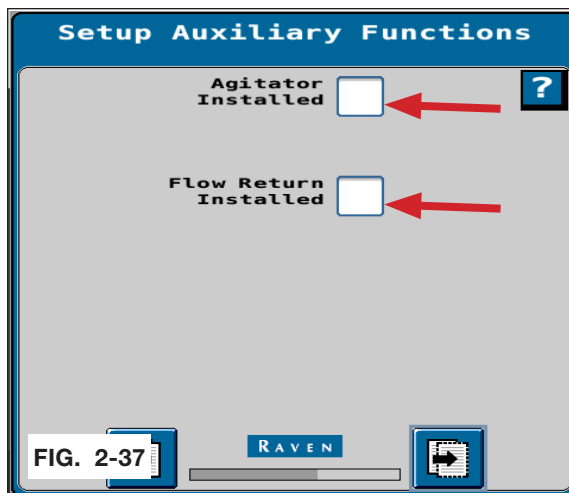 Setup Auxiliary Functions
Agitator
Installed
?
Flow Return
Installed
FIG. 2-37
RAVEN